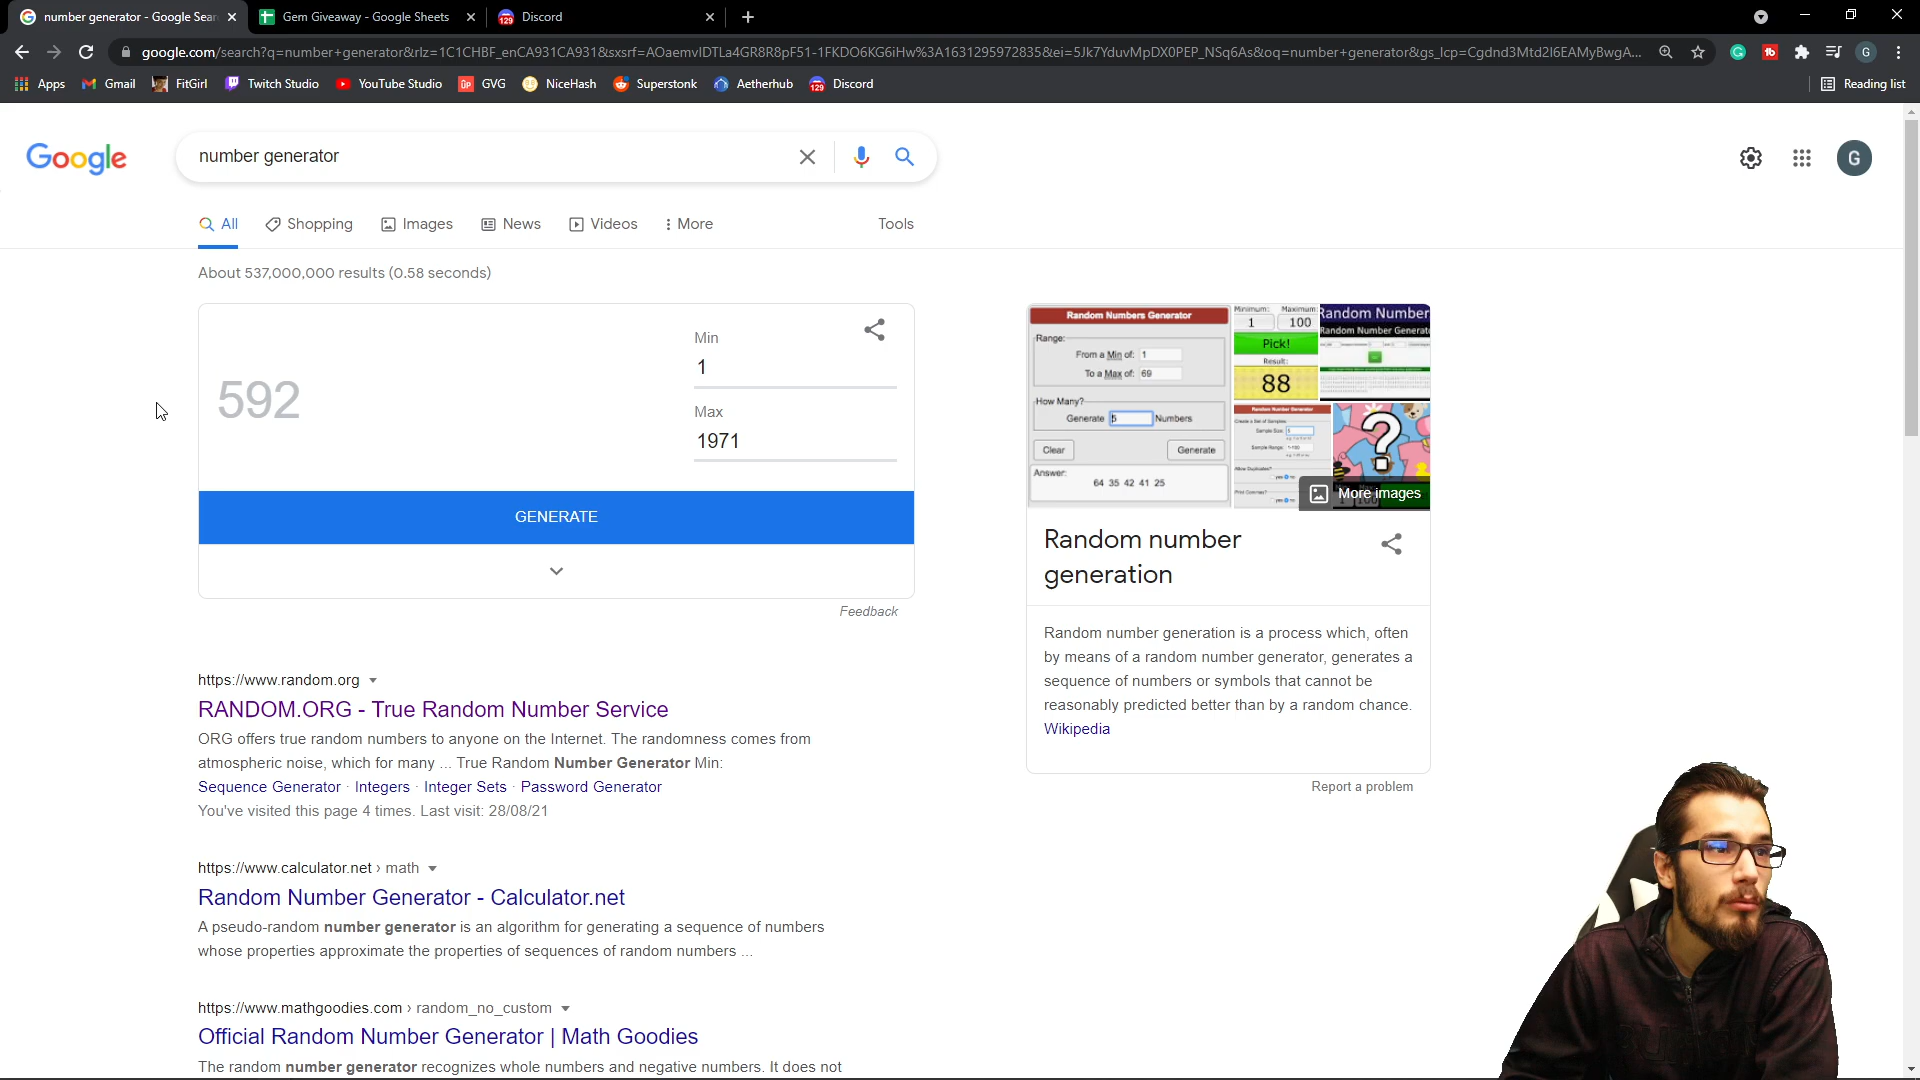 number generator - Google Sear
Gem Giveaway - Google Sheets
Discord
google.com/search?q=number+generator&rlz=1C1CHBF_enCA931CA931&sxsrf=AOaemvIDTLa4GR8R8pF51-1FKDO6KG6iHw%3A1631295972835&ei=5Jk7YduvMpDX0PEP_NSq6As&oq=number+generator&gs_lcp=Cgdnd3Mtd2l6EAMyBwgA...
Apps Gmail FitGirl Twitch Studio YouTube Studio GVG NiceHash Superstonk Aetherhub Discord Reading list
Google
number generator
G
All Shopping Images News Videos More Tools
About 537,000,000 results (0.58 seconds)
592
Min
1
Max
1971
GENERATE
Feedback
https://www.random.org
RANDOM.ORG - True Random Number Service
ORG offers true random numbers to anyone on the Internet. The randomness comes from
atmospheric noise, which for many ... True Random Number Generator Min:
Sequence Generator · Integers · Integer Sets · Password Generator
You've visited this page 4 times. Last visit: 28/08/21
https://www.calculator.net › math
Random Number Generator - Calculator.net
A pseudo-random number generator is an algorithm for generating a sequence of numbers
whose properties approximate the properties of sequences of random numbers ...
https://www.mathgoodies.com › random_no_custom
Official Random Number Generator | Math Goodies
The random number generator recognizes whole numbers and negative numbers. It does not
Random Numbers Generator
Range:
From a Min of: 1
To a Max of: 69
How Many?
Generate 5 Numbers
Clear Generate
Answer:
64 35 42 41 25
Minimum: Maximum:
1 100
Pick!
Result:
88
Random Number
Random Number Generato
Random Numbers Generator
?
More images
Random number
generation
Random number generation is a process which, often
by means of a random number generator, generates a
sequence of numbers or symbols that cannot be
reasonably predicted better than by a random chance.
Wikipedia
Report a problem